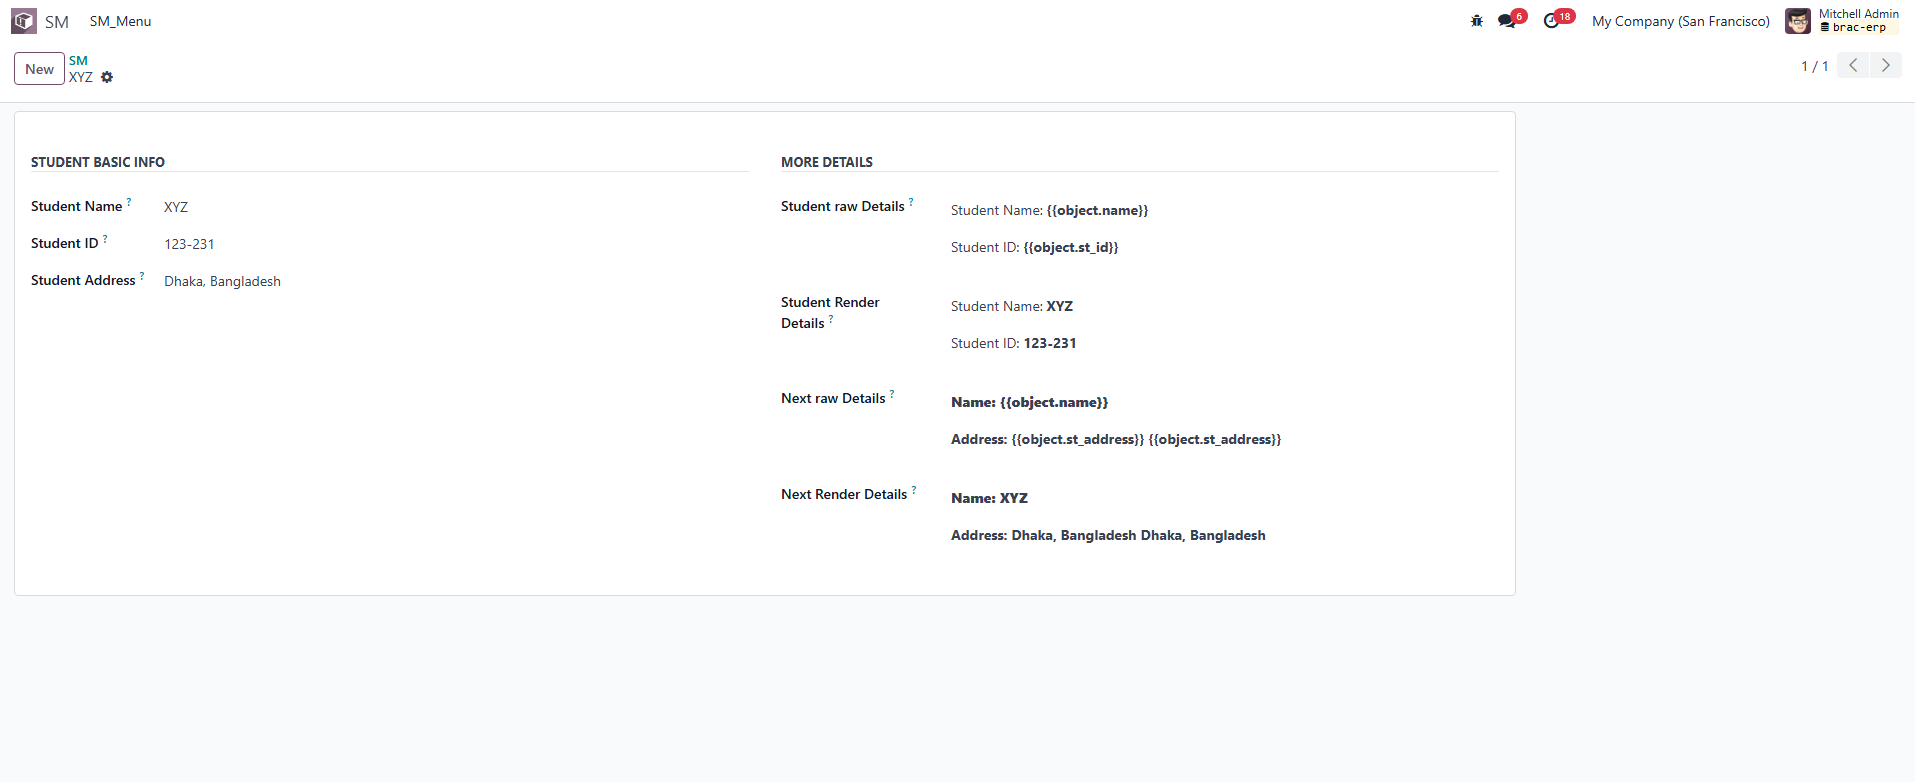 SM SM_Menu 6 18 My Company (San Francisco) Mitchell Admin
brac-erp
New SM
XYZ
1 / 1
STUDENT BASIC INFO
Student Name ? XYZ
Student ID ? 123-231
Student Address ? Dhaka, Bangladesh
MORE DETAILS
Student raw Details ? Student Name: {{object.name}}
Student ID: {{object.st_id}}
Student Render Student Name: XYZ
Details ?
Student ID: 123-231
Next raw Details ? Name: {{object.name}}
Address: {{object.st_address}} {{object.st_address}}
Next Render Details ? Name: XYZ
Address: Dhaka, Bangladesh Dhaka, Bangladesh